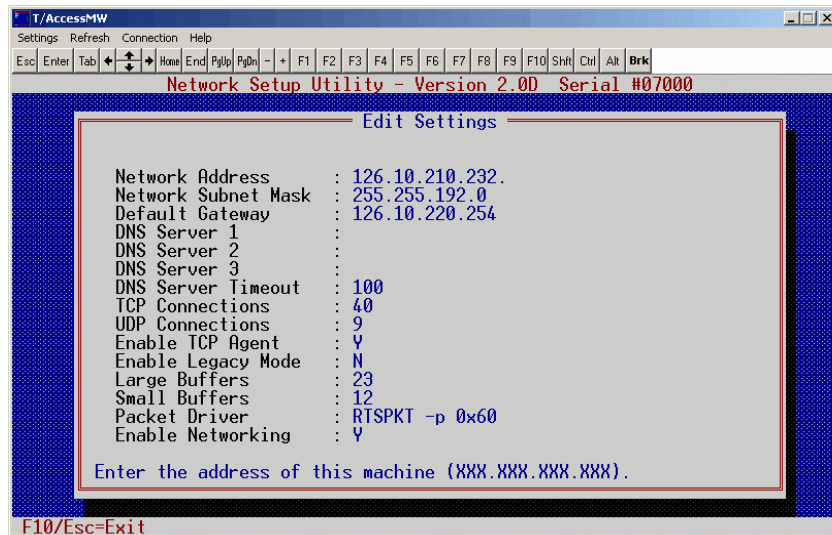 T/AccessMW
Settings Refresh Connection Help
Esc Enter Tab Home End PgUp PgDn - + F1 F2 F3 F4 F5 F6 F7 F8 F9 F10 Shft Ctrl Alt Brk
Network Setup Utility - Version 2.0D Serial #07000
Edit Settings
Network Address : 126.10.210.232.
Network Subnet Mask : 255.255.192.0
Default Gateway : 126.10.220.254
DNS Server 1 :
DNS Server 2 :
DNS Server 3 :
DNS Server Timeout : 100
TCP Connections : 40
UDP Connections : 9
Enable TCP Agent : Y
Enable Legacy Mode : N
Large Buffers : 23
Small Buffers : 12
Packet Driver : RTSPKT -p 0x60
Enable Networking : Y
Enter the address of this machine (XXX.XXX.XXX.XXX).
F10/Esc=Exit